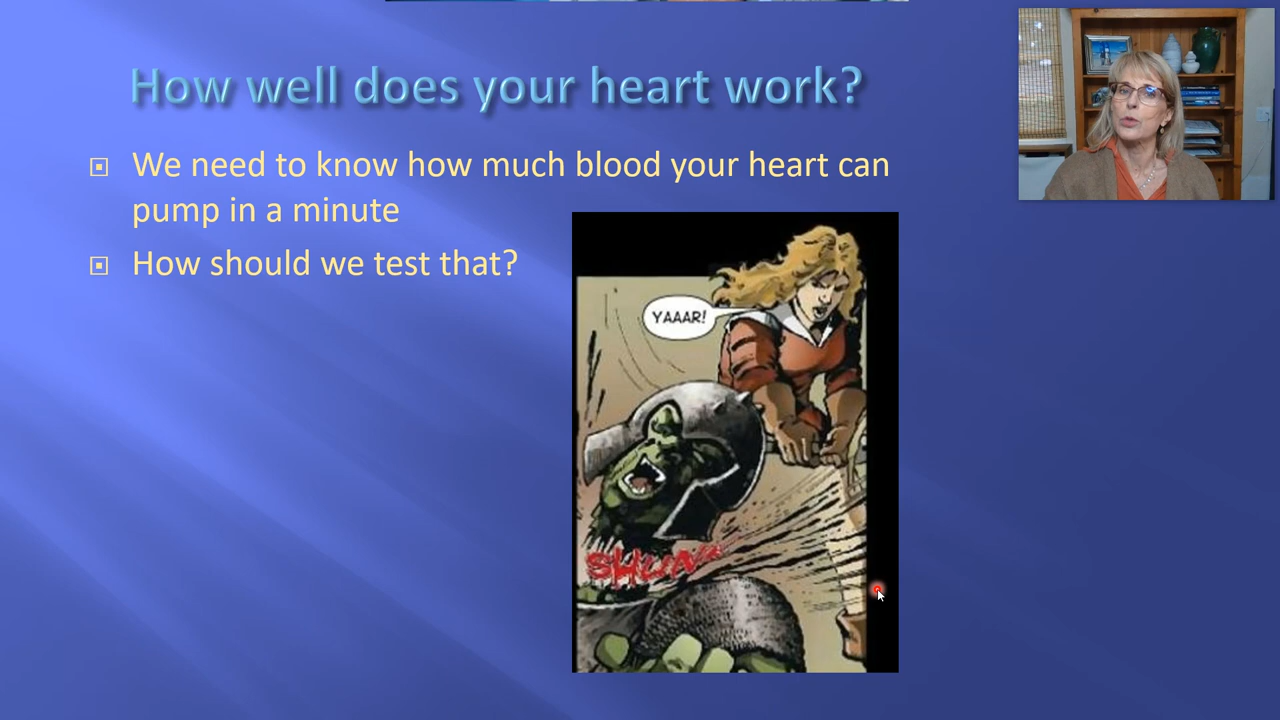 How well does your heart work?
We need to know how much blood your heart can
pump in a minute
How should we test that?
YAAAR!
SHUNK